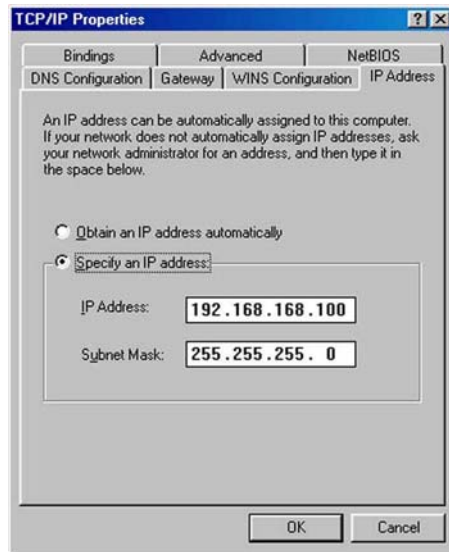 TCP/IP Properties
Bindings Advanced NetBIOS
DNS Configuration Gateway WINS Configuration IP Address
An IP address can be automatically assigned to this computer.
If your network does not automatically assign IP addresses, ask
your network administrator for an address, and then type it in
the space below.
Obtain an IP address automatically
Specify an IP address:
IP Address: 192.168.168.100
Subnet Mask: 255.255.255. 0
OK Cancel